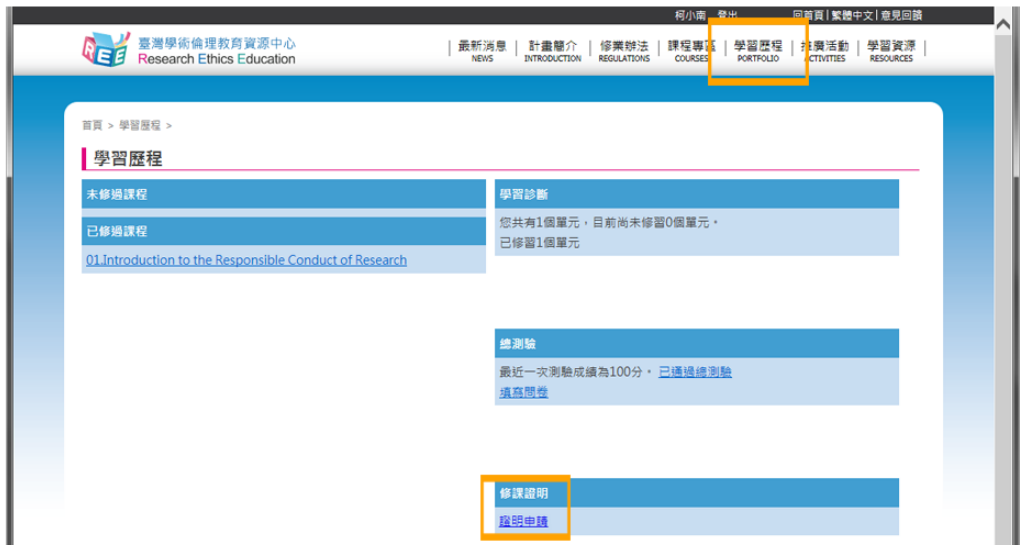 柯小南 登出 回首頁 | 繁體中文 | 意見回饋
REE
臺灣學術倫理教育資源中心
Research Ethics Education
| 最新消息 | 計畫簡介 | 修業辦法 | 課程專區 | 學習歷程 | 推廣活動 | 學習資源 |
NEWS INTRODUCTION REGULATIONS COURSES PORTFOLIO ACTIVITIES RESOURCES
首頁 > 學習歷程 >
學習歷程
未修過課程
已修過課程
01.Introduction to the Responsible Conduct of Research
學習診斷
您共有1個單元，目前尚未修習0個單元。
已修習1個單元
總測驗
最近一次測驗成績為100分。 已通過總測驗
填寫問卷
修課證明
證明申請